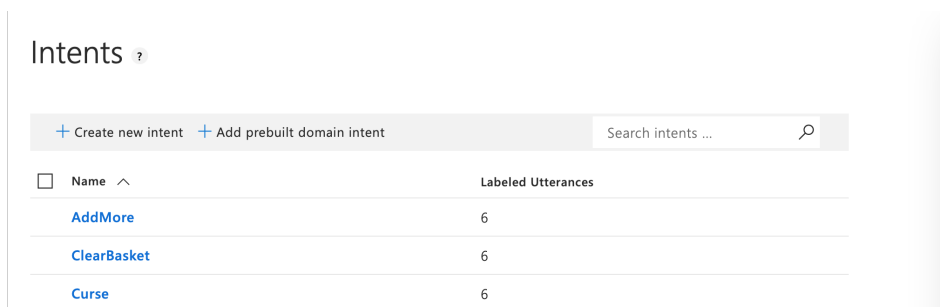 Intents ?
+ Create new intent + Add prebuilt domain intent Search intents ...
Name Labeled Utterances
AddMore 6
ClearBasket 6
Curse 6